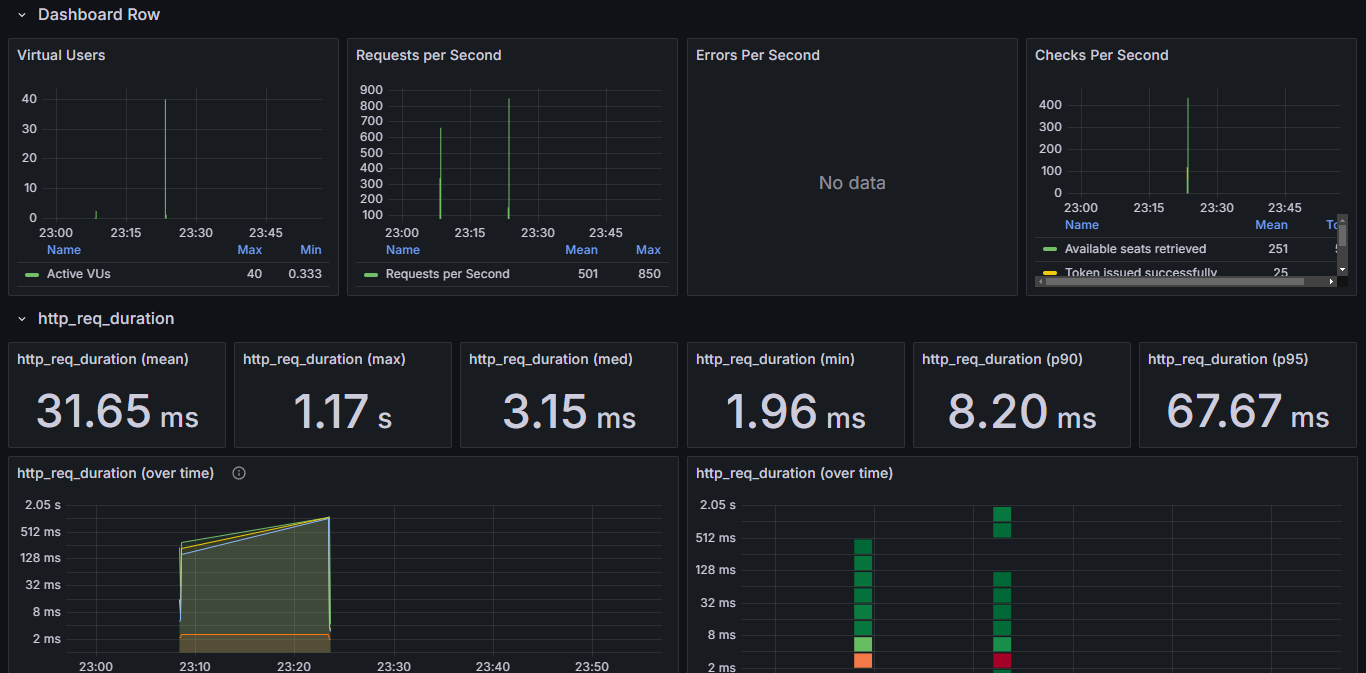 Dashboard Row
Virtual Users
40
30
20
10
0
23:00 23:15 23:30 23:45
Name Max Min
Active VUs 40 0.333
Requests per Second
900
800
700
600
500
400
300
200
100
23:00 23:15 23:30 23:45
Name Mean Max
Requests per Second 501 850
Errors Per Second
No data
Checks Per Second
400
300
200
100
0
23:00 23:15 23:30 23:45
Name Mean
Available seats retrieved 251
Token issued successfully 25
http_req_duration
http_req_duration (mean)
31.65 ms
http_req_duration (max)
1.17 s
http_req_duration (med)
3.15 ms
http_req_duration (min)
1.96 ms
http_req_duration (p90)
8.20 ms
http_req_duration (p95)
67.67 ms
http_req_duration (over time)
2.05 s
512 ms
128 ms
32 ms
8 ms
2 ms
23:00 23:10 23:20 23:30 23:40 23:50
http_req_duration (over time)
2.05 s
512 ms
128 ms
32 ms
8 ms
2 ms